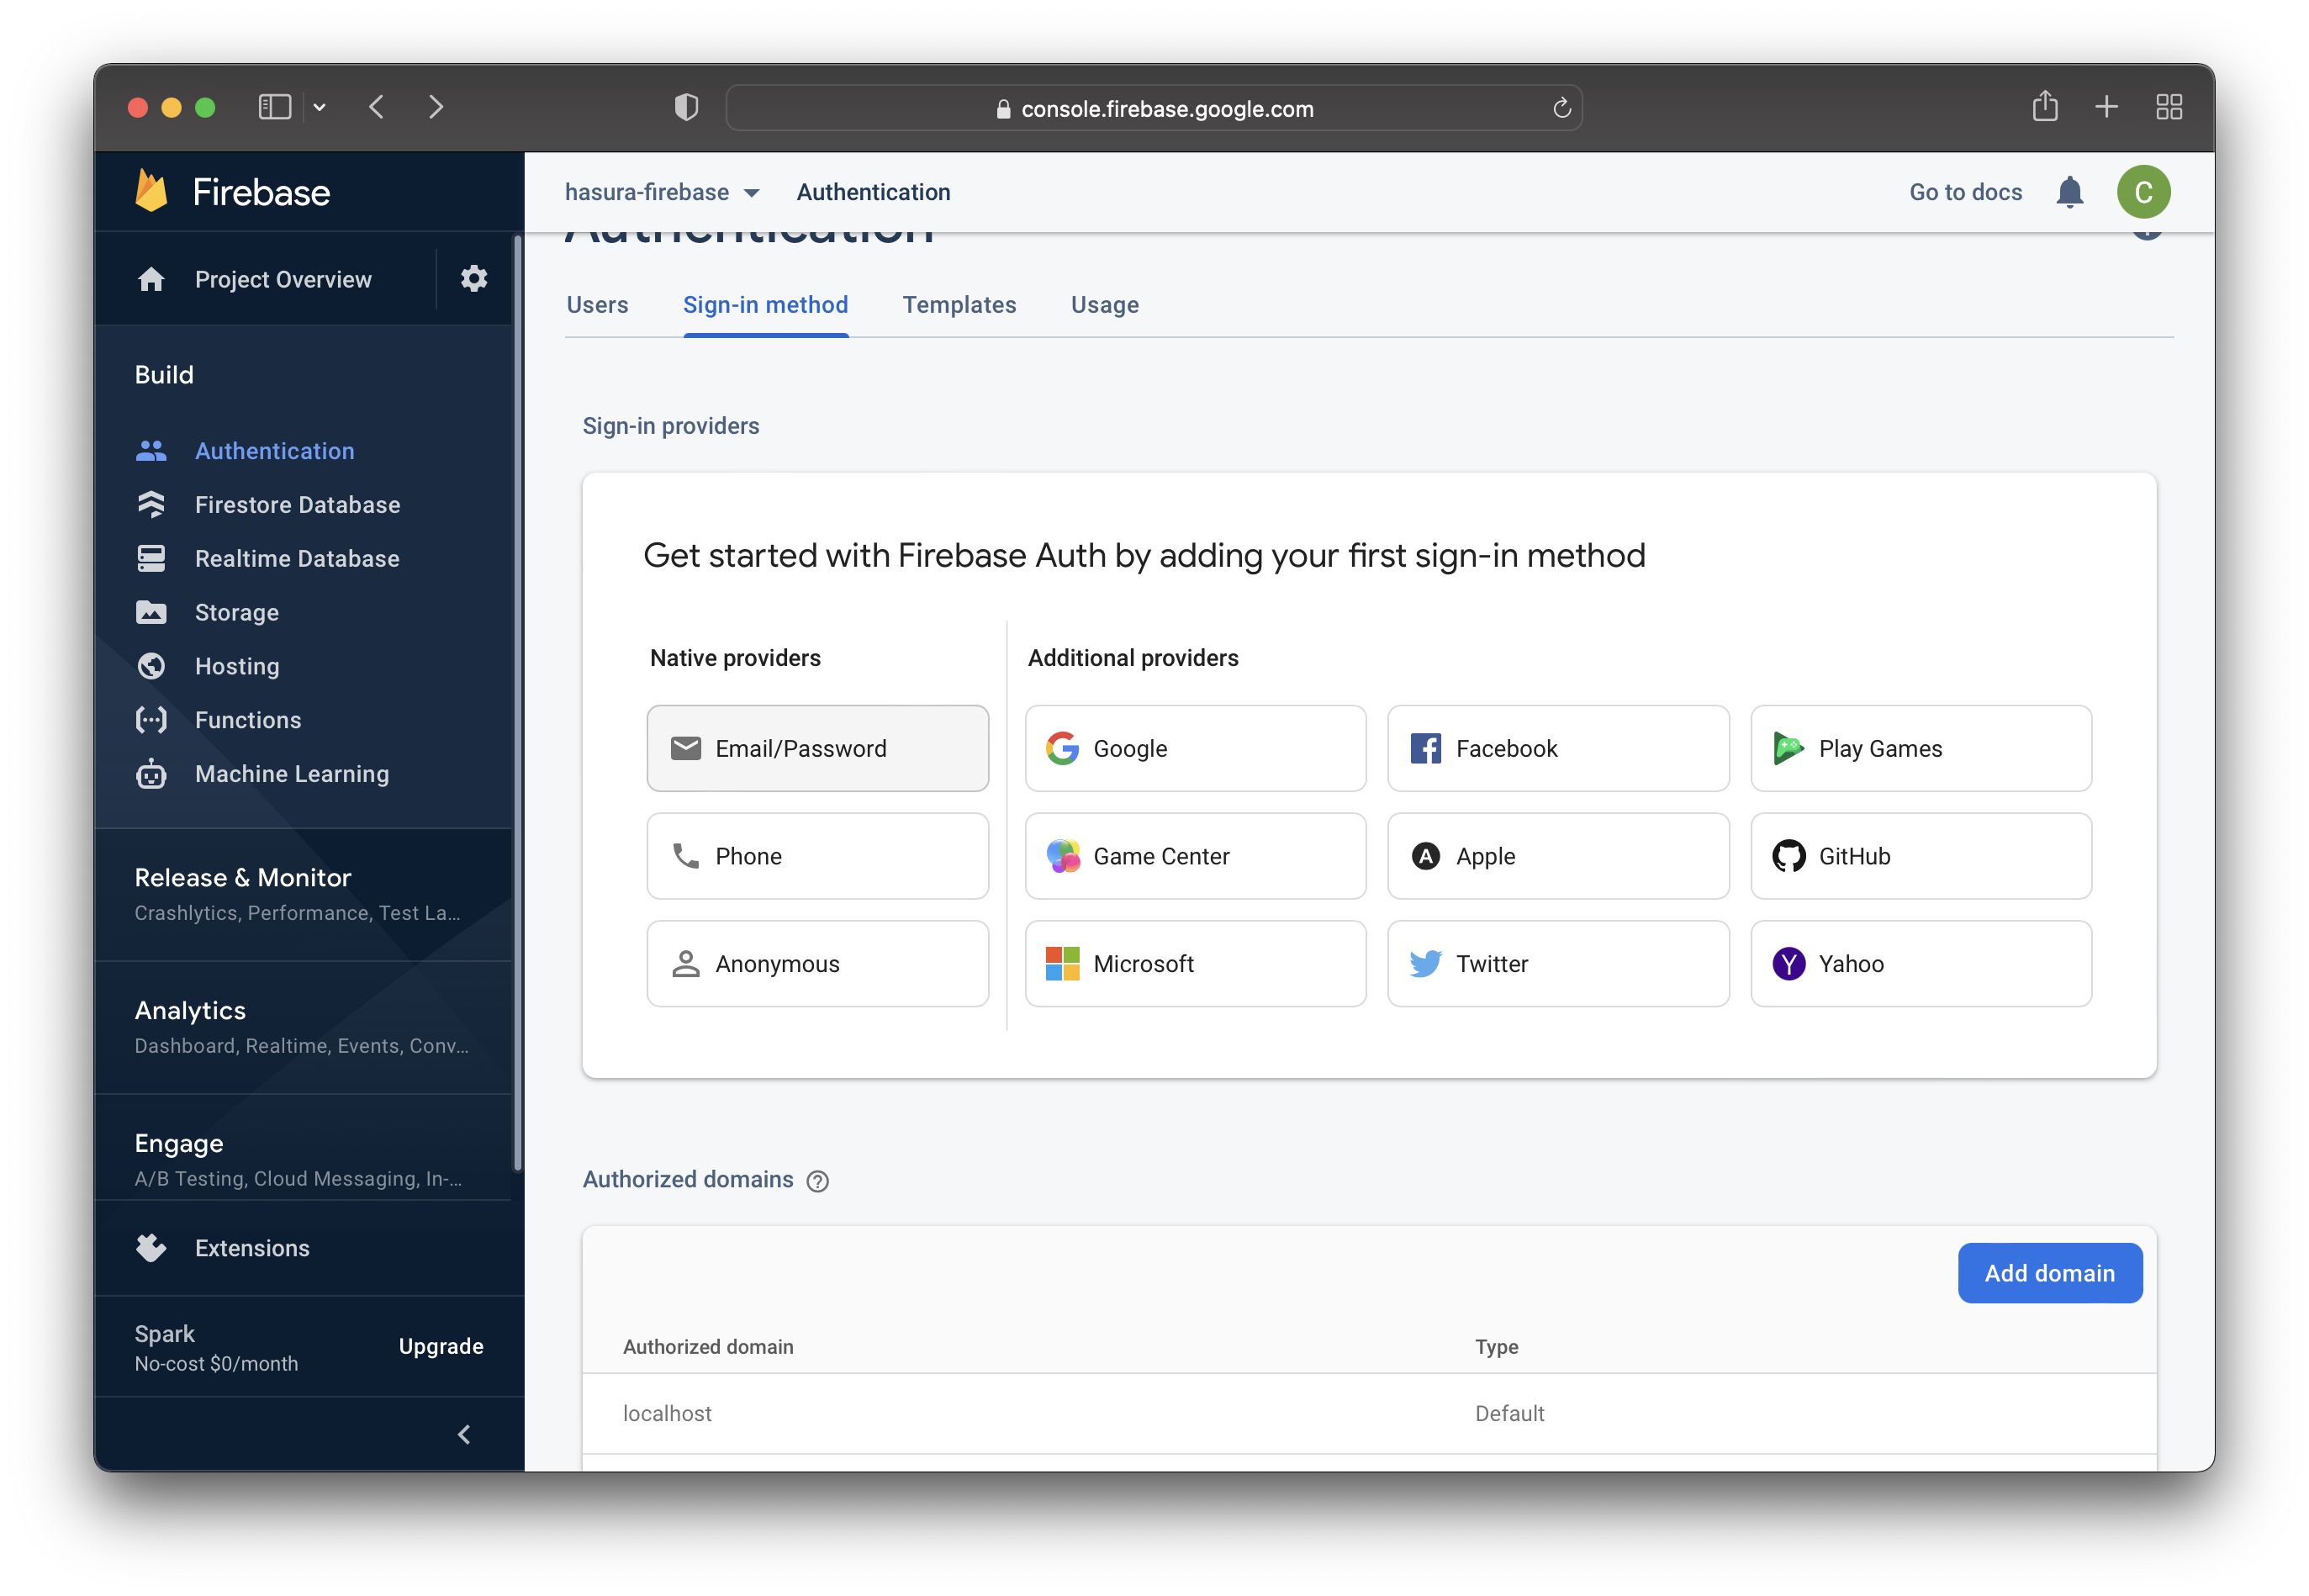 console.firebase.google.com
Firebase
hasura-firebase
Authentication
Go to docs
C
Authentication
Project Overview
Users
Sign-in method
Templates
Usage
Build
Authentication
Firestore Database
Realtime Database
Storage
Hosting
Functions
Machine Learning
Release & Monitor
Crashlytics, Performance, Test La...
Analytics
Dashboard, Realtime, Events, Conv...
Engage
A/B Testing, Cloud Messaging, In-...
Extensions
Spark
No-cost $0/month
Upgrade
Sign-in providers
Get started with Firebase Auth by adding your first sign-in method
Native providers
Additional providers
Email/Password
Google
Facebook
Play Games
Phone
Game Center
Apple
GitHub
Anonymous
Microsoft
Twitter
Yahoo
Authorized domains
Add domain
Authorized domain
Type
localhost
Default